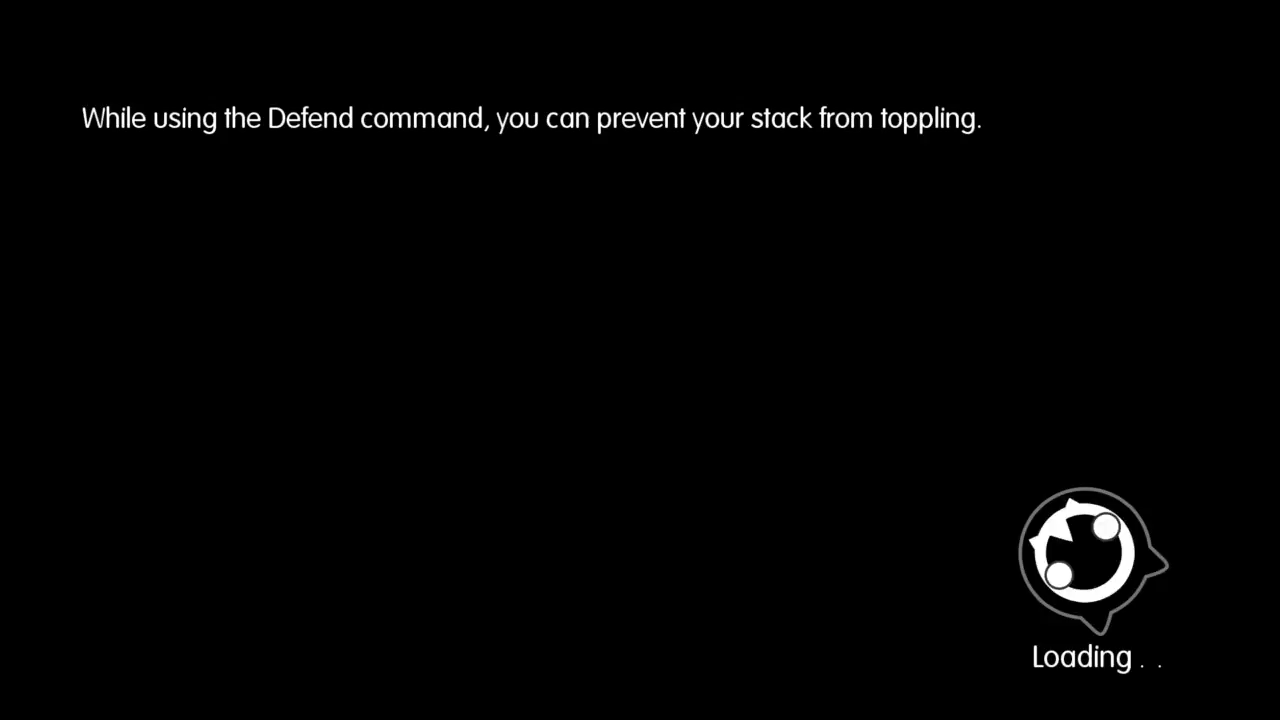 While using the Defend command, you can prevent your stack from toppling.
Loading . .